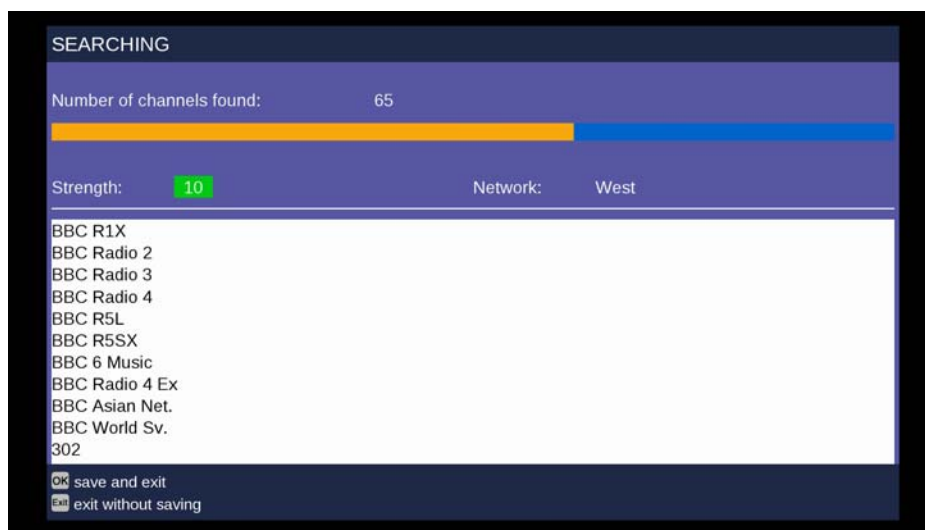 SEARCHING
Number of channels found: 65
Strength: 10 Network: West
BBC R1X
BBC Radio 2
BBC Radio 3
BBC Radio 4
BBC R5L
BBC R5SX
BBC 6 Music
BBC Radio 4 Ex
BBC Asian Net.
BBC World Sv.
302
OK save and exit
Exit exit without saving